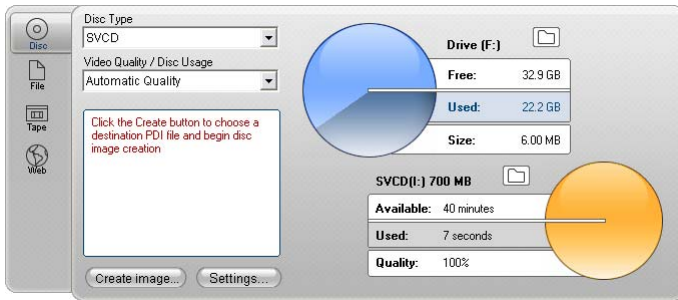 Disc
File
Tape
Web
Disc Type
SVCD
Video Quality / Disc Usage
Automatic Quality
Click the Create button to choose a
destination PDI file and begin disc
image creation
Create image...
Settings...
Drive (F:)
Free: 32.9 GB
Used: 22.2 GB
Size: 6.00 MB
SVCD(I:) 700 MB
Available: 40 minutes
Used: 7 seconds
Quality: 100%